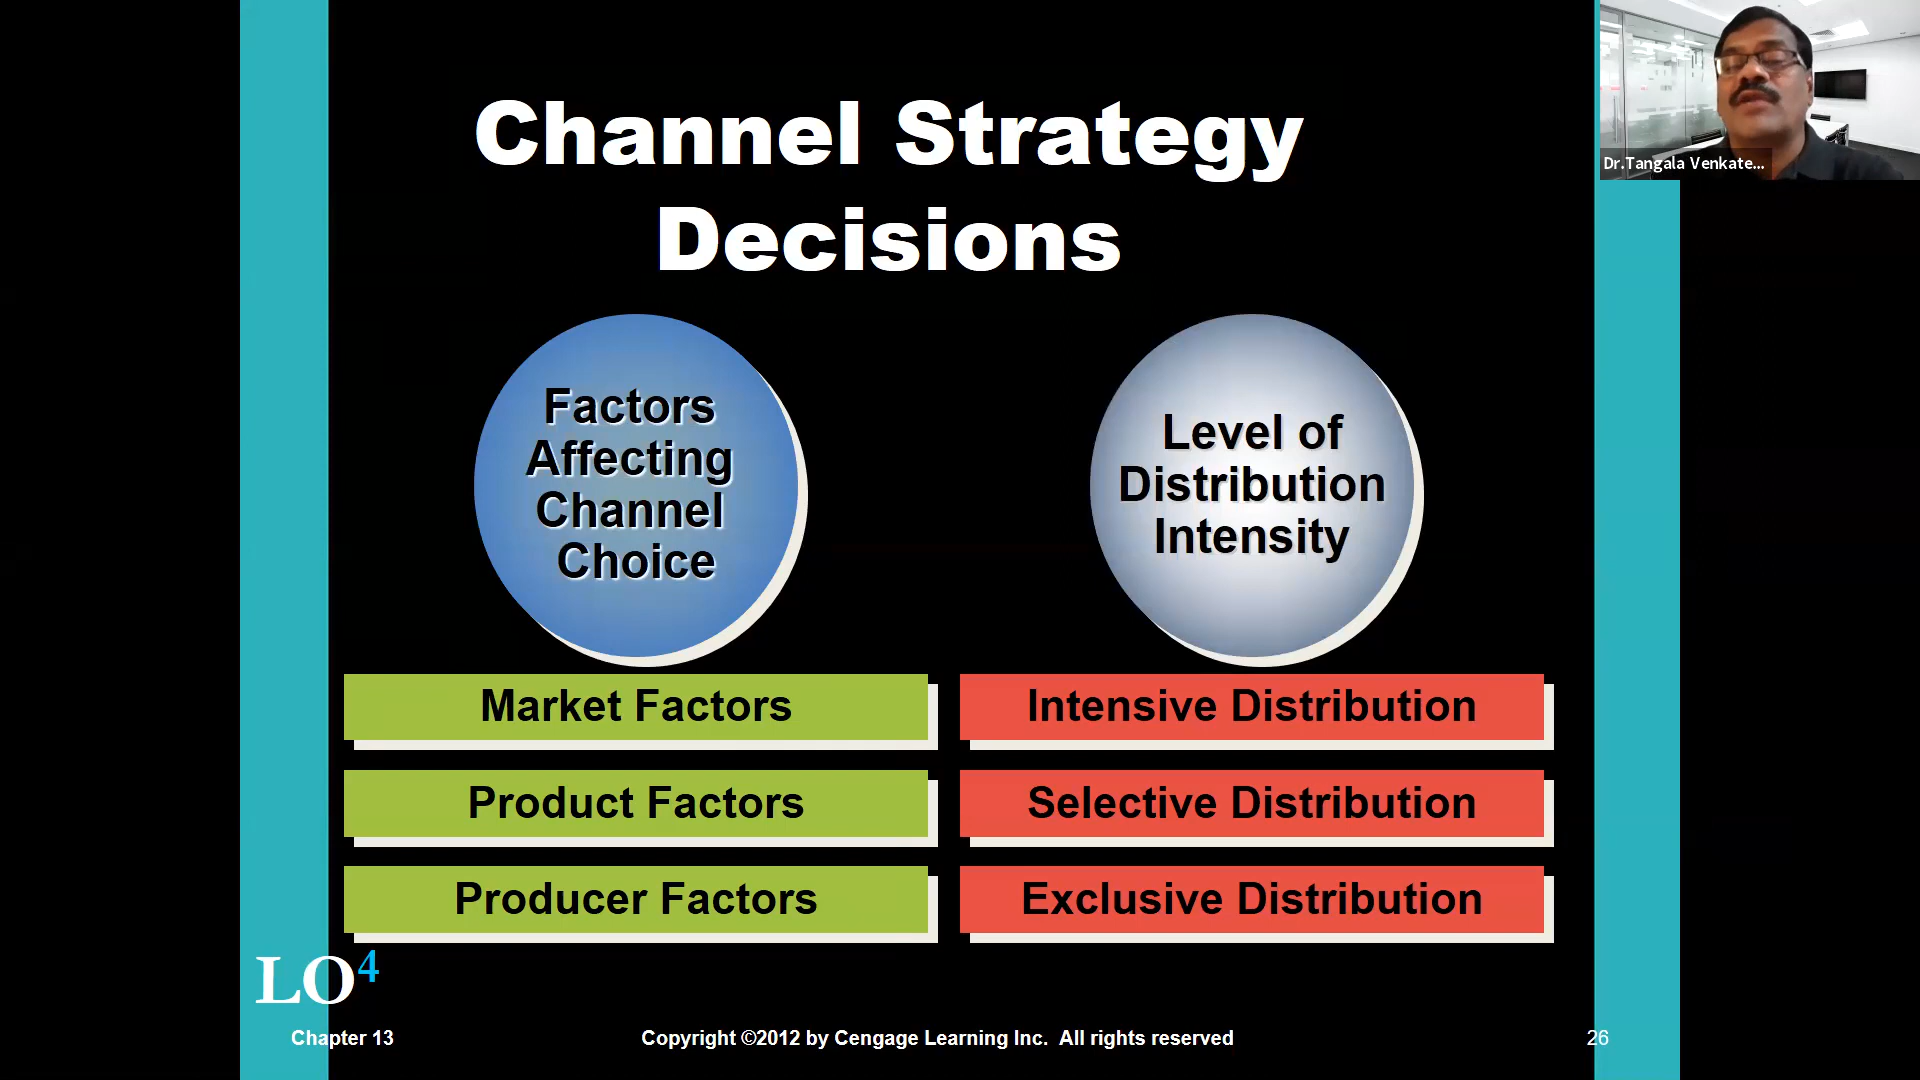 Channel Strategy
Decisions
Factors
Affecting
Channel
Choice
Level of
Distribution
Intensity
Market Factors
Product Factors
Producer Factors
Intensive Distribution
Selective Distribution
Exclusive Distribution
LO4
Chapter 13
Copyright ©2012 by Cengage Learning Inc. All rights reserved
26
Dr.Tangala Venkate...